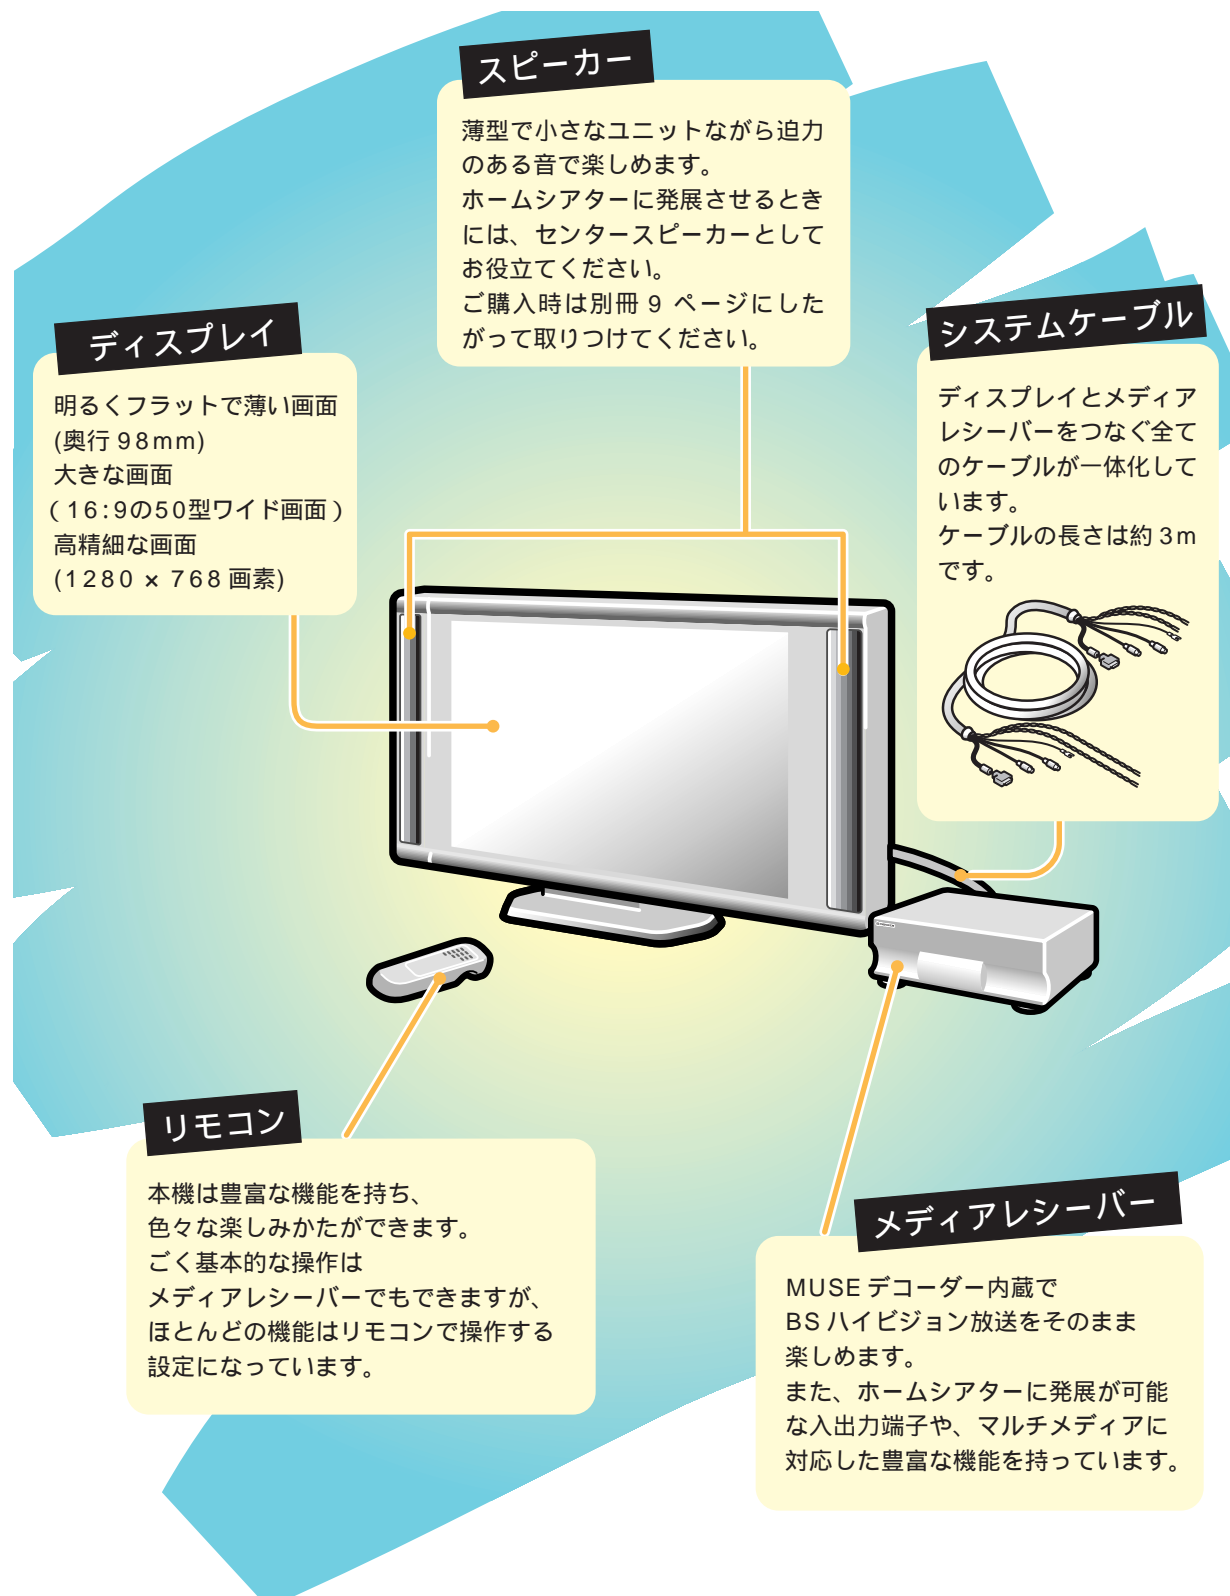 スピーカー
薄型で小さなユニットながら迫力
のある音で楽しめます。
ホームシアターに発展させるとき
には、センタースピーカーとして
お役立てください。
ご購入時は別冊 9 ページにした
がって取りつけてください。
ディスプレイ
明るくフラットで薄い画面
(奥行 98mm)
大きな画面
(16:9の50型ワイド画面)
高精細な画面
(1280 × 768 画素)
システムケーブル
ディスプレイとメディア
レシーバーをつなぐ全て
のケーブルが一体化して
います。
ケーブルの長さは約 3m
です。
リモコン
本機は豊富な機能を持ち、
色々な楽しみかたができます。
ごく基本的な操作は
メディアレシーバーでもできますが、
ほとんどの機能はリモコンで操作する
設定になっています。
メディアレシーバー
MUSE デコーダー内蔵で
BS ハイビジョン放送をそのまま
楽しめます。
また、ホームシアターに発展が可能
な入出力端子や、マルチメディアに
対応した豊富な機能を持っています。